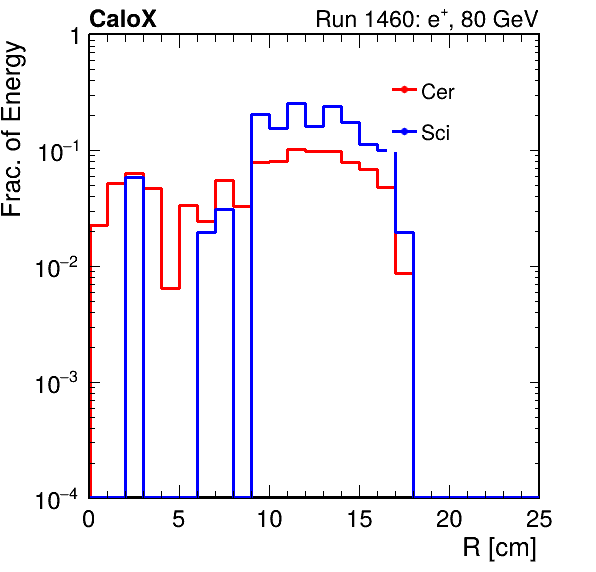 CaloX Run 1460: e⁺, 80 GeV
Frac. of Energy
1
10⁻¹
10⁻²
10⁻³
10⁻⁴
Cer
Sci
0 5 10 15 20 25
R [cm]